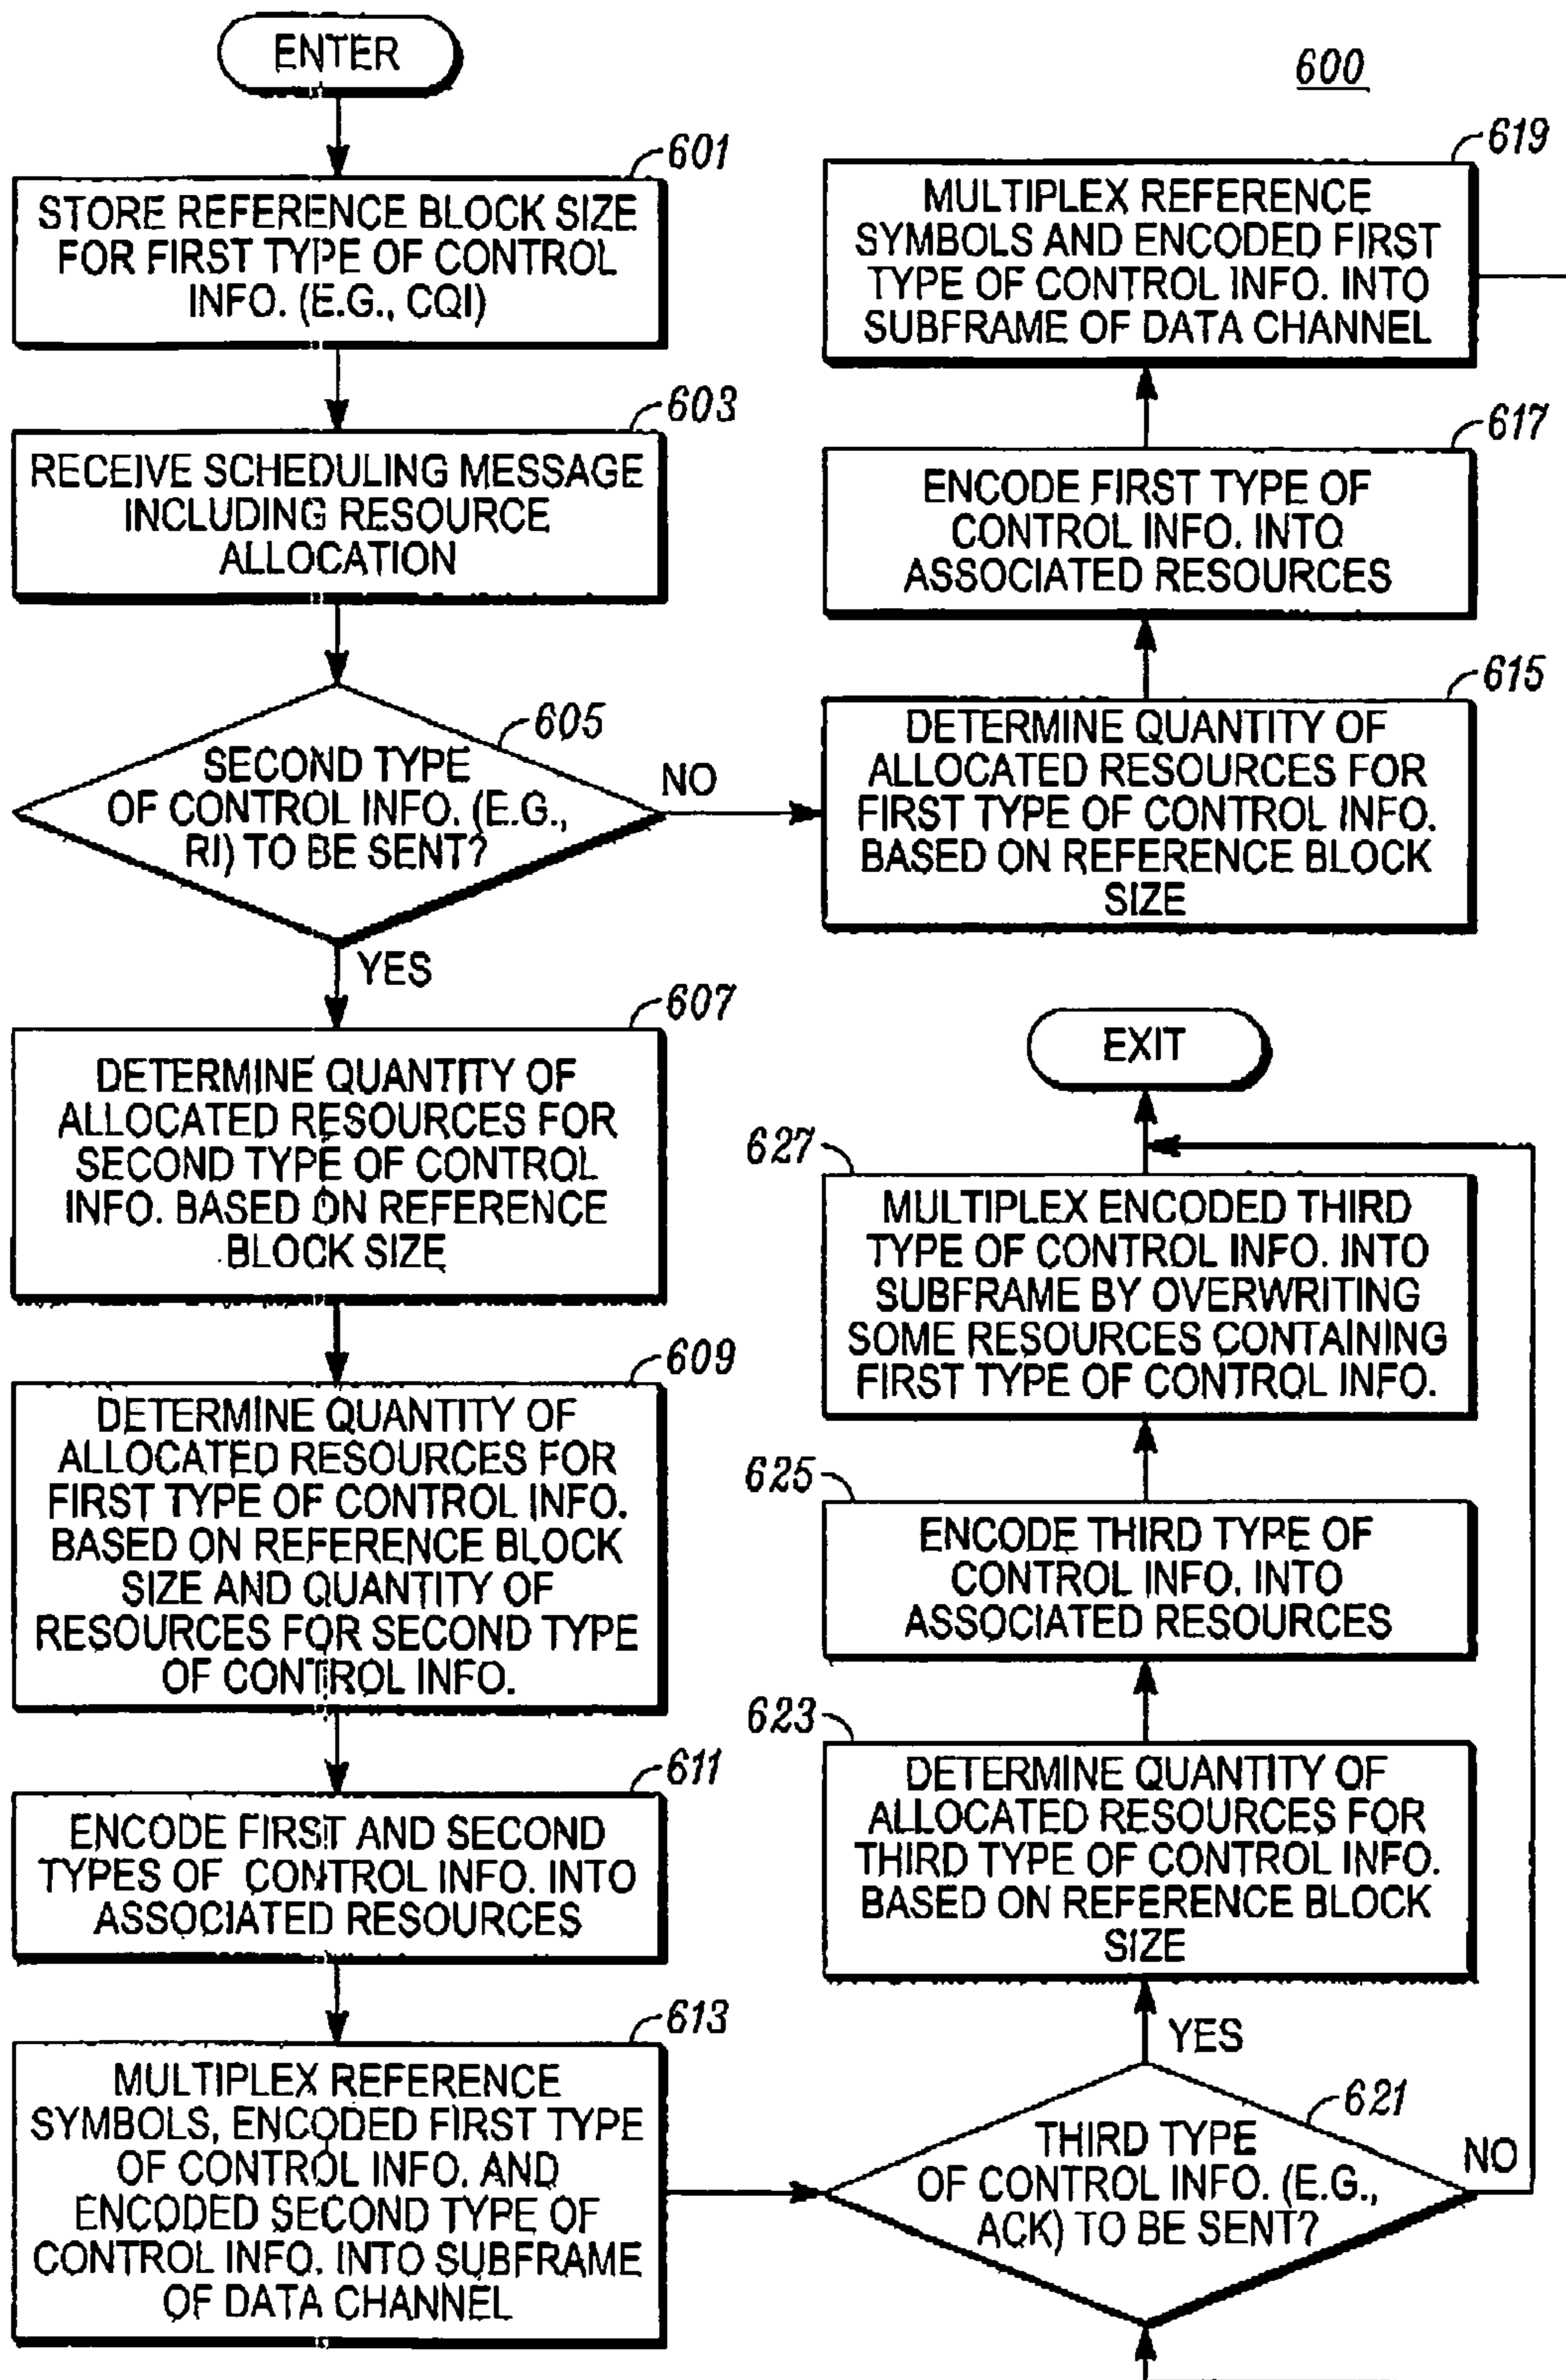 ENTER
600
601
STORE REFERENCE BLOCK SIZE
FOR FIRST TYPE OF CONTROL
INFO. (E.G., CQI)
603
RECEIVE SCHEDULING MESSAGE
INCLUDING RESOURCE
ALLOCATION
605
SECOND TYPE
OF CONTROL INFO. (E.G.,
RI) TO BE SENT?
NO
YES
607
DETERMINE QUANTITY OF
ALLOCATED RESOURCES FOR
SECOND TYPE OF CONTROL
INFO. BASED ON REFERENCE
BLOCK SIZE
609
DETERMINE QUANTITY OF
ALLOCATED RESOURCES FOR
FIRST TYPE OF CONTROL INFO.
BASED ON REFERENCE BLOCK
SIZE AND QUANTITY OF
RESOURCES FOR SECOND TYPE
OF CONTROL INFO.
611
ENCODE FIRST AND SECOND
TYPES OF CONTROL INFO. INTO
ASSOCIATED RESOURCES
613
MULTIPLEX REFERENCE
SYMBOLS, ENCODED FIRST TYPE
OF CONTROL INFO. AND
ENCODED SECOND TYPE OF
CONTROL INFO. INTO SUBFRAME
OF DATA CHANNEL
619
MULTIPLEX REFERENCE
SYMBOLS AND ENCODED FIRST
TYPE OF CONTROL INFO. INTO
SUBFRAME OF DATA CHANNEL
617
ENCODE FIRST TYPE OF
CONTROL INFO. INTO
ASSOCIATED RESOURCES
615
DETERMINE QUANTITY OF
ALLOCATED RESOURCES FOR
FIRST TYPE OF CONTROL INFO.
BASED ON REFERENCE BLOCK
SIZE
EXIT
627
MULTIPLEX ENCODED THIRD
TYPE OF CONTROL INFO. INTO
SUBFRAME BY OVERWRITING
SOME RESOURCES CONTAINING
FIRST TYPE OF CONTROL INFO.
625
ENCODE THIRD TYPE OF
CONTROL INFO. INTO
ASSOCIATED RESOURCES
623
DETERMINE QUANTITY OF
ALLOCATED RESOURCES FOR
THIRD TYPE OF CONTROL INFO.
BASED ON REFERENCE BLOCK
SIZE
YES
621
THIRD TYPE
OF CONTROL INFO. (E.G.,
ACK) TO BE SENT?
NO